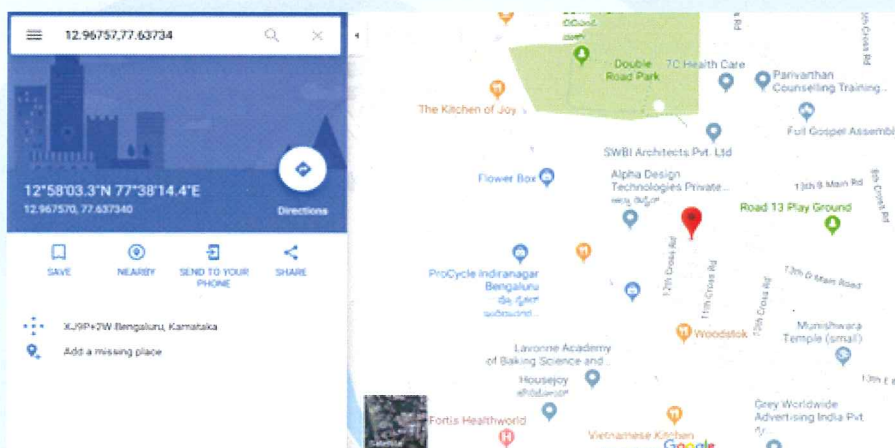 12.96757,77.63734
12°58'03.3"N 77°38'14.4"E
12.967570, 77.637340
Directions
SAVE
NEARBY
SEND TO YOUR
PHONE
SHARE
XJ9P+2W Bengaluru, Karnataka
Add a missing place
Double
Road Park
7C Health Care
Parivarthan
Counselling Training...
The Kitchen of Joy
Full Gospel Assembl
SWBI Architects Pvt. Ltd
Flower Box
Alpha Design
Technologies Private...
13th B Main Rd
9th Cross Rd
Road 13 Play Ground
12th Cross Rd
11th Cross Rd
10th Cross Rd
ProCycle Indiranagar
Bengaluru
13th D Main Road
Woodstok
Munishwara
Temple (small)
Lavonne Academy
of Baking Science and...
Housejoy
13th E
Fortis Healthworld
Satellite
Vietnamese Kitchen
Grey Worldwide
Advertising India Pvt.
Google